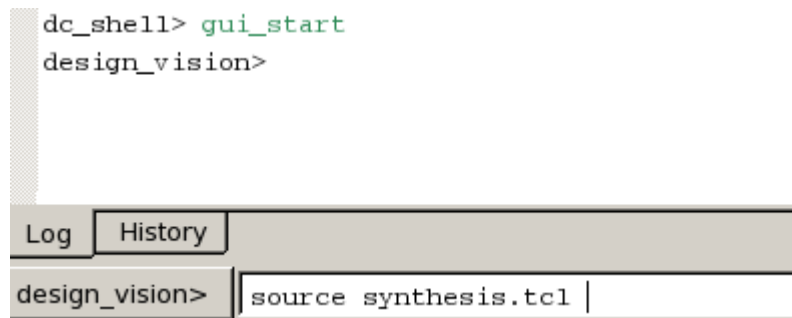 dc_shell> gui_start
design_vision>
Log History
design_vision> source synthesis.tcl